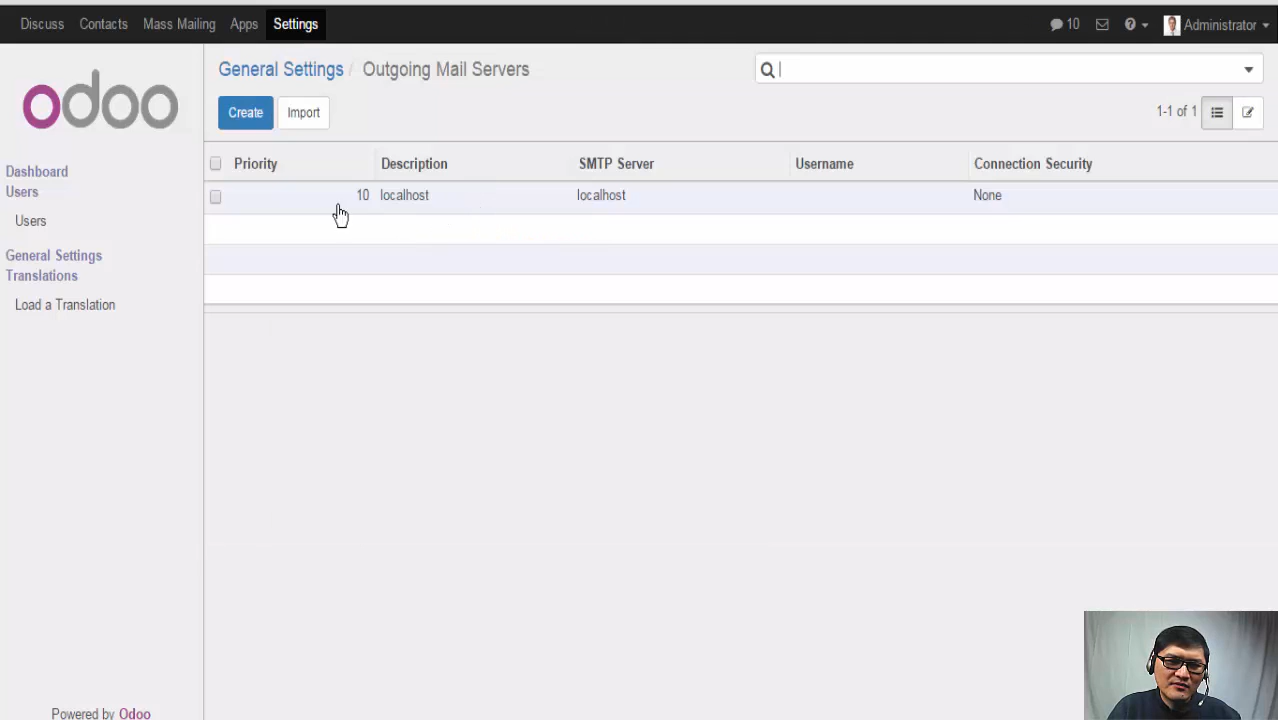 Discuss Contacts Mass Mailing Apps Settings 10 Administrator
odoo
General Settings / Outgoing Mail Servers
Create Import 1-1 of 1
Priority Description SMTP Server Username Connection Security
10 localhost localhost None
Dashboard
Users
Users
General Settings
Translations
Load a Translation
Powered by Odoo